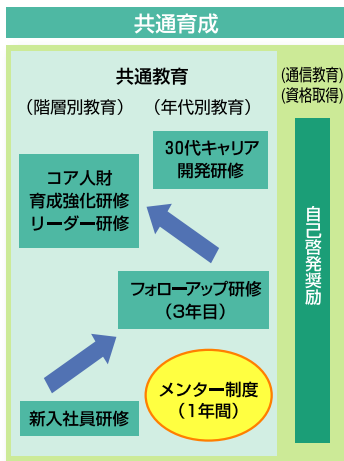 共通育成
共通教育
（階層別教育）
（年代別教育）
(通信教育)
(資格取得)
30代キャリア
開発研修
コア人財
育成強化研修
リーダー研修
自己啓発奨励
フォローアップ研修
（3年目）
メンター制度
（1年間）
新入社員研修